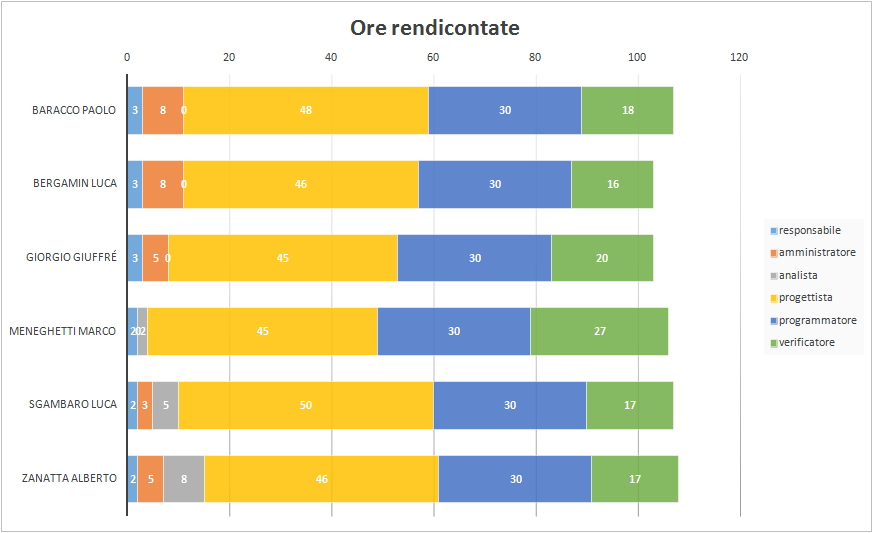 Ore rendicontate
0 20 40 60 80 100 120
BARACCO PAOLO 3 8 0 48 30 18
BERGAMIN LUCA 3 8 0 46 30 16
GIORGIO GIUFFRÉ 3 5 0 45 30 20
MENEGHETTI MARCO 2 0 2 45 30 27
SGAMBARO LUCA 2 3 5 50 30 17
ZANATTA ALBERTO 2 5 8 46 30 17
responsabile
amministratore
analista
progettista
programmatore
verificatore